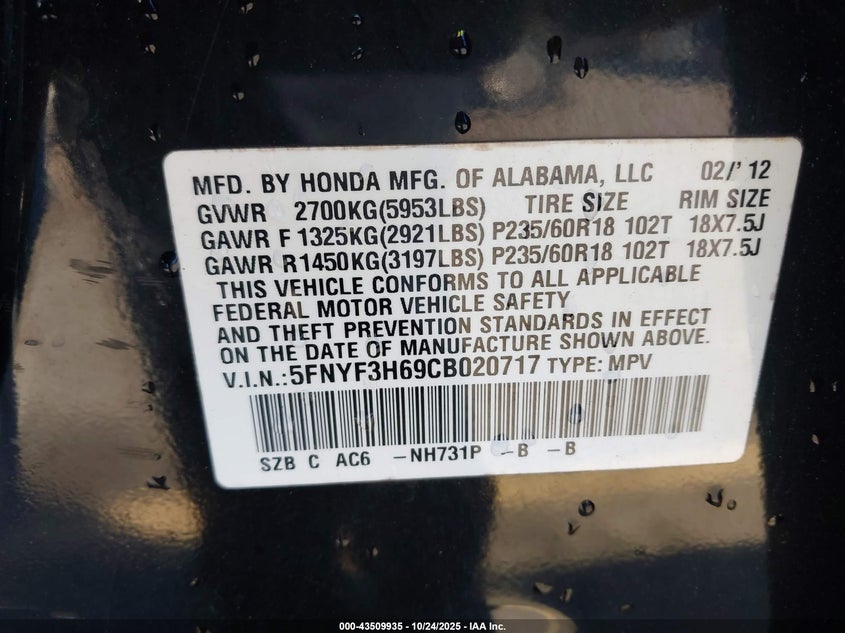 MFD. BY HONDA MFG. OF ALABAMA, LLC 02/' 12
GVWR 2700KG(5953LBS) TIRE SIZE RIM SIZE
GAWR F 1325KG(2921LBS) P235/60R18 102T 18X7.5J
GAWR R1450KG(3197LBS) P235/60R18 102T 18X7.5J
THIS VEHICLE CONFORMS TO ALL APPLICABLE
FEDERAL MOTOR VEHICLE SAFETY
AND THEFT PREVENTION STANDARDS IN EFFECT
ON THE DATE OF MANUFACTURE SHOWN ABOVE.
V.I.N.:5FNYF3H69CB020717 TYPE: MPV
SZB C AC6 -NH731P -B -B
000-43509935 - 10/24/2025 - IAA Inc.